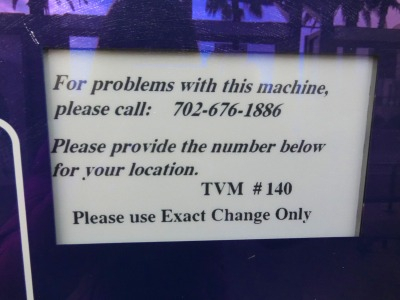 For problems with this machine,
please call: 702-676-1886
Please provide the number below
for your location.
TVM # 140
Please use Exact Change Only